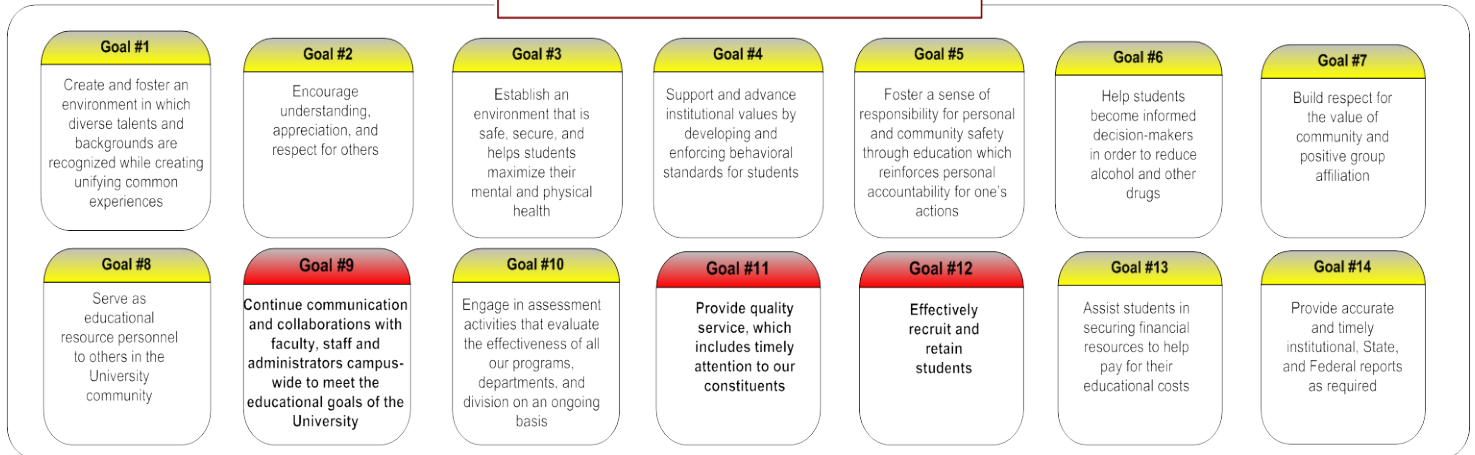 Goal #1
Create and foster an
environment in which
diverse talents and
backgrounds are
recognized while creating
unifying common
experiences
Goal #2
Encourage
understanding,
appreciation, and
respect for others
Goal #3
Establish an
environment that is
safe, secure, and
helps students
maximize their
mental and physical
health
Goal #4
Support and advance
institutional values by
developing and
enforcing behavioral
standards for students
Goal #5
Foster a sense of
responsibility for personal
and community safety
through education which
reinforces personal
accountability for one's
actions
Goal #6
Help students
become informed
decision-makers
in order to reduce
alcohol and other
drugs
Goal #7
Build respect for
the value of
community and
positive group
affiliation
Goal #8
Serve as
educational
resource personnel
to others in the
University
community
Goal #9
Continue communication
and collaborations with
faculty, staff and
administrators campus-
wide to meet the
educational goals of the
University
Goal #10
Engage in assessment
activities that evaluate
the effectiveness of all
our programs,
departments, and
division on an ongoing
basis
Goal #11
Provide quality
service, which
includes timely
attention to our
constituents
Goal #12
Effectively
recruit and
retain
students
Goal #13
Assist students in
securing financial
resources to help
pay for their
educational costs
Goal #14
Provide accurate
and timely
institutional, State,
and Federal reports
as required